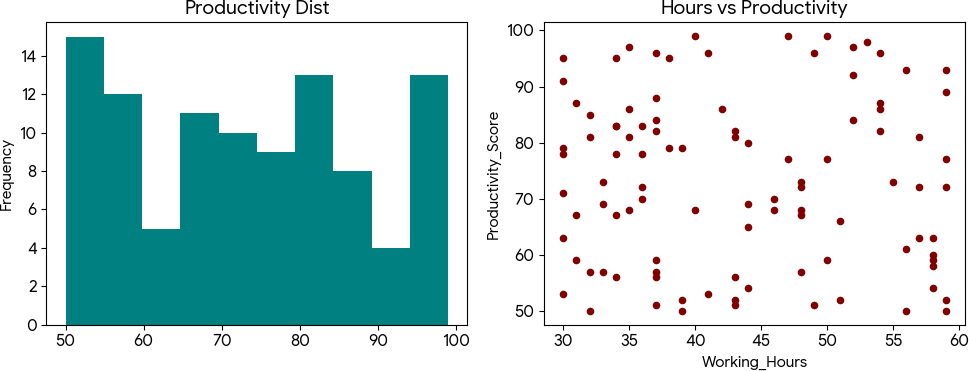 Productivity Dist
Frequency
14
12
10
8
6
4
2
0
50 60 70 80 90 100
Hours vs Productivity
Productivity_Score
100
90
80
70
60
50
30 35 40 45 50 55 60
Working_Hours